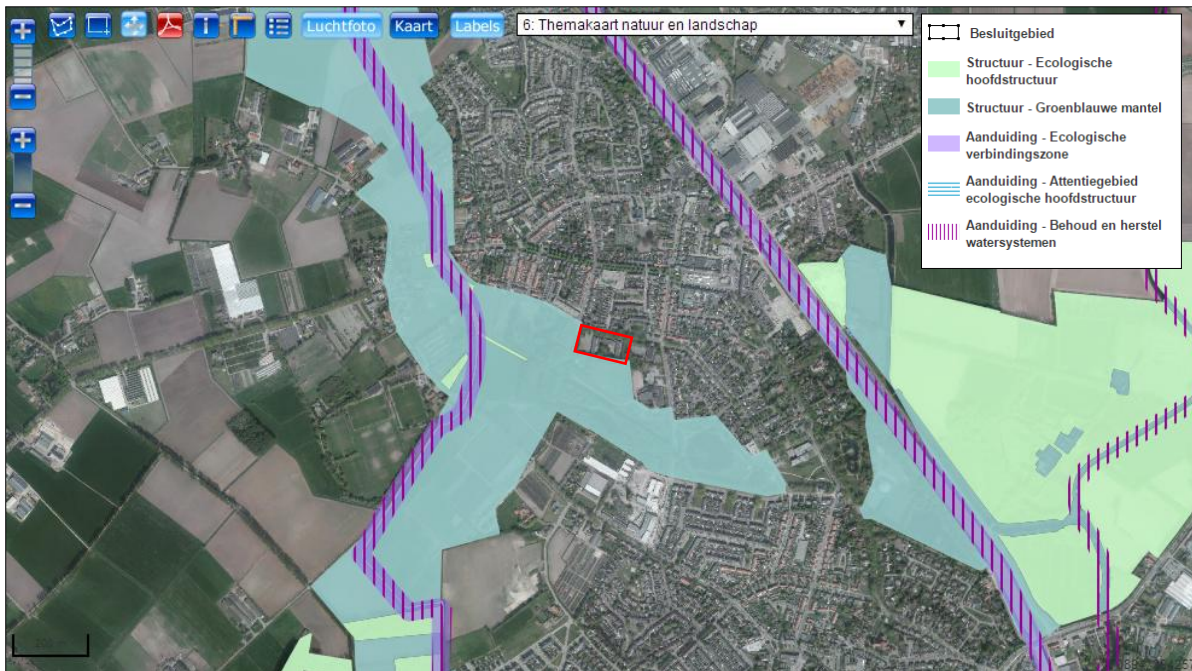 Luchtfoto
Kaart
Labels
6: Themakaart natuur en landschap
Besluitgebied
Structuur - Ecologische
hoofdstructuur
Structuur - Groenblauwe mantel
Aanduiding - Ecologische
verbindingszone
Aanduiding - Attentiegebied
ecologische hoofdstructuur
Aanduiding - Behoud en herstel
watersystemen